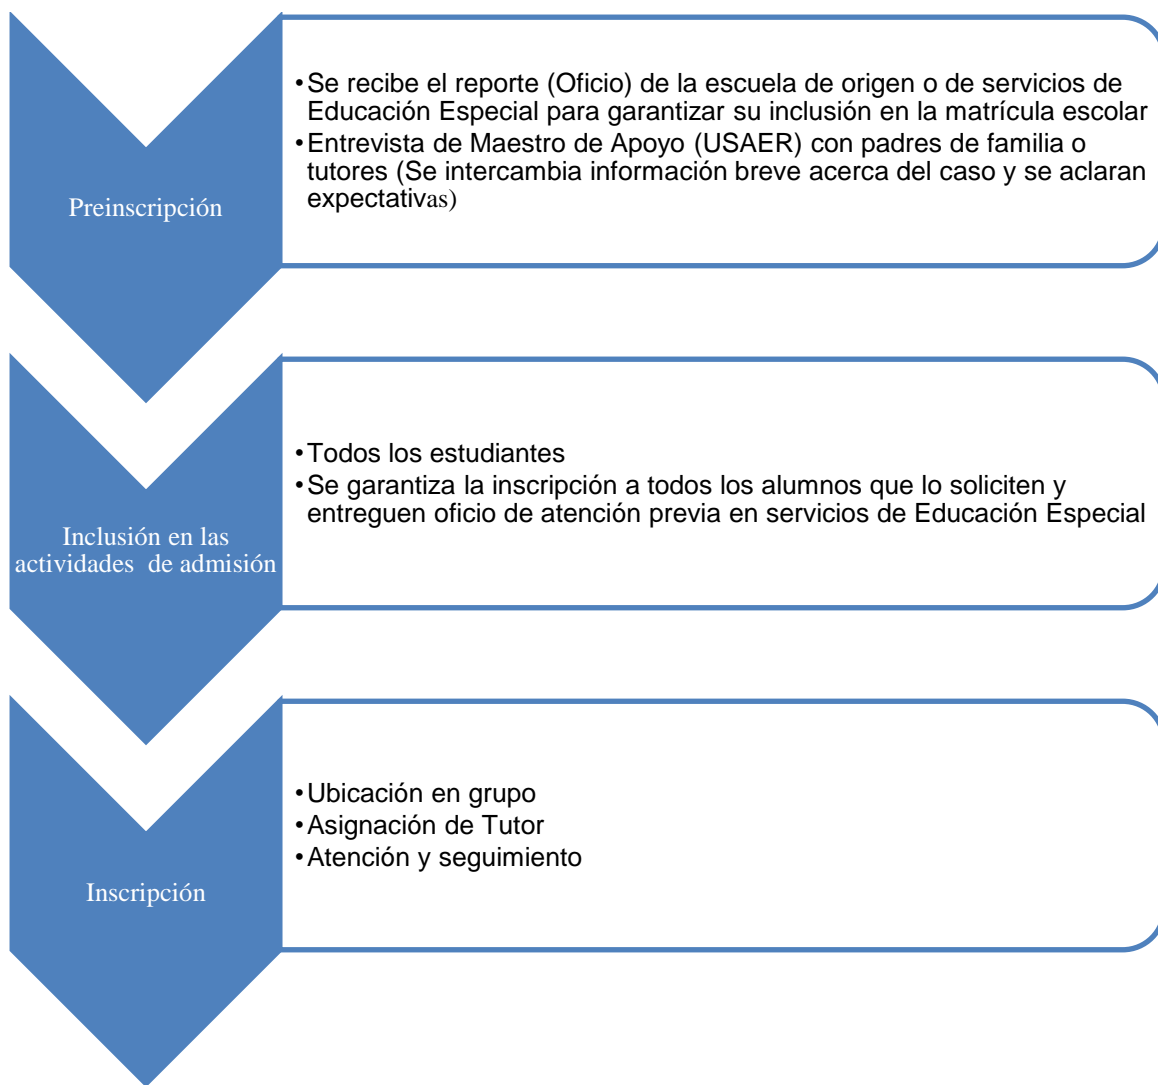 Preinscripción
•Se recibe el reporte (Oficio) de la escuela de origen o de servicios de
Educación Especial para garantizar su inclusión en la matrícula escolar
•Entrevista de Maestro de Apoyo (USAER) con padres de familia o
tutores (Se intercambia información breve acerca del caso y se aclaran
expectativas)
Inclusión en las
actividades de admisión
•Todos los estudiantes
•Se garantiza la inscripción a todos los alumnos que lo soliciten y
entreguen oficio de atención previa en servicios de Educación Especial
Inscripción
•Ubicación en grupo
•Asignación de Tutor
•Atención y seguimiento